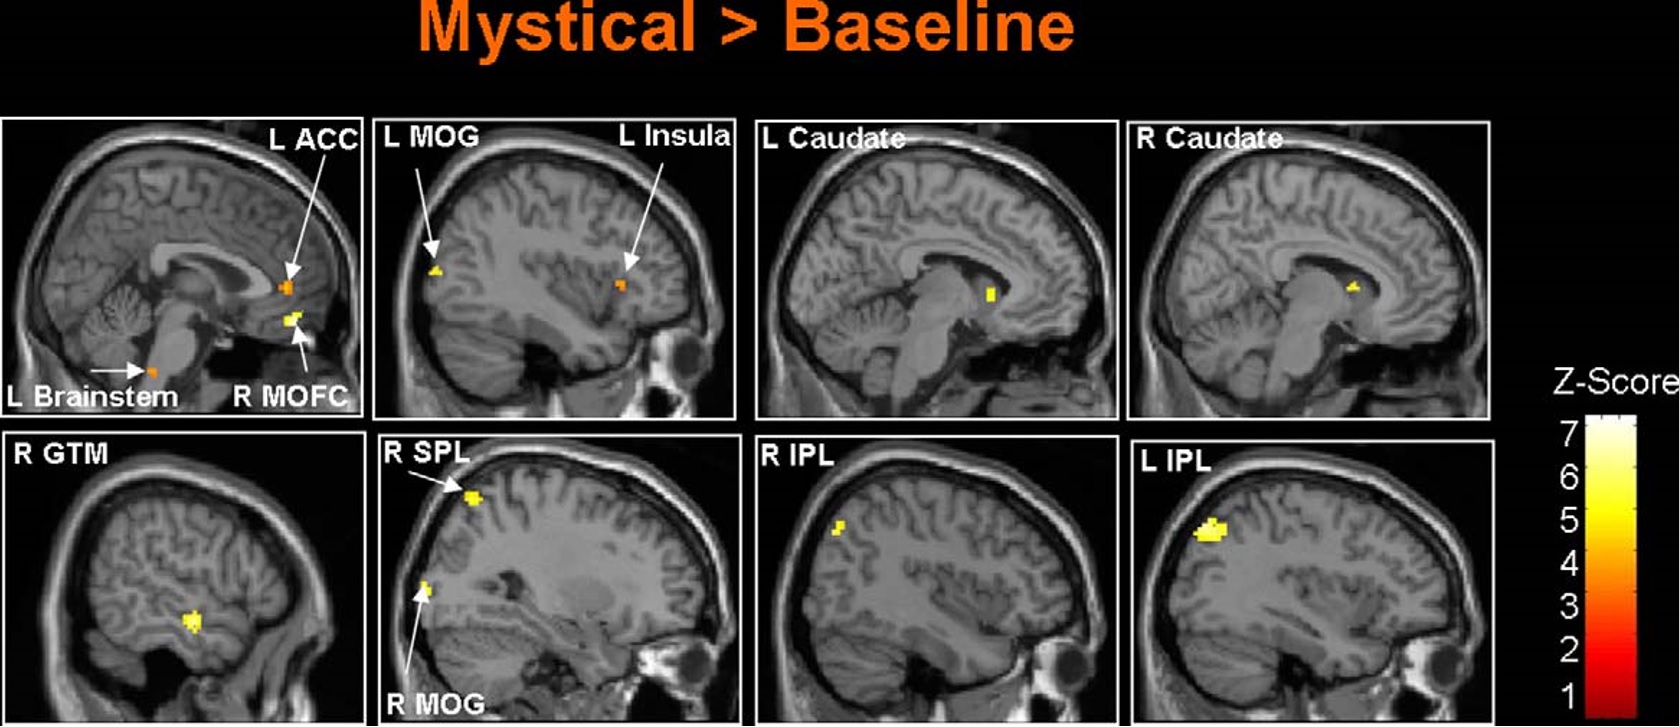 Mystical > Baseline
L ACC
L Brainstem
R MOFC
L MOG
L Insula
L Caudate
R Caudate
R GTM
R SPL
R MOG
R IPL
L IPL
Z-Score
7
6
5
4
3
2
1